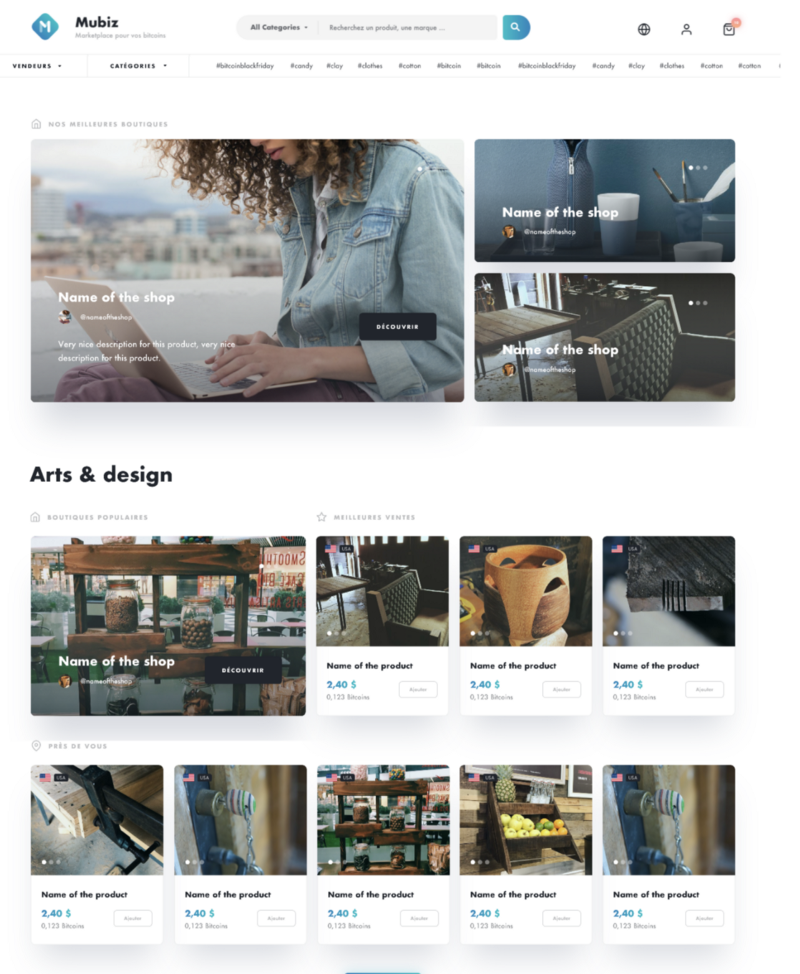 Mubiz
Marketplace pour vos bitcoins
All Categories
Recherchez un produit, une marque ...
VENDEURS
CATÉGORIES
#bitcoinblackfriday #candy #clay #clothes #cotton #bitcoin #bitcoin #bitcoinblackfriday #candy #clay #clothes #cotton #cotton
NOS MEILLEURES BOUTIQUES
Name of the shop
@nameoftheshop
Very nice description for this product, very nice
description for this product.
DÉCOUVRIR
Name of the shop
@nameoftheshop
Name of the shop
@nameoftheshop
Arts & design
BOUTIQUES POPULAIRES
MEILLEURES VENTES
Name of the shop
@nameoftheshop
DÉCOUVRIR
USA
USA
USA
Name of the product
2,40 $
0,123 Bitcoins
Ajouter
Name of the product
2,40 $
0,123 Bitcoins
Ajouter
Name of the product
2,40 $
0,123 Bitcoins
Ajouter
PRÈS DE VOUS
USA
USA
USA
USA
USA
Name of the product
2,40 $
0,123 Bitcoins
Ajouter
Name of the product
2,40 $
0,123 Bitcoins
Ajouter
Name of the product
2,40 $
0,123 Bitcoins
Ajouter
Name of the product
2,40 $
0,123 Bitcoins
Ajouter
Name of the product
2,40 $
0,123 Bitcoins
Ajouter